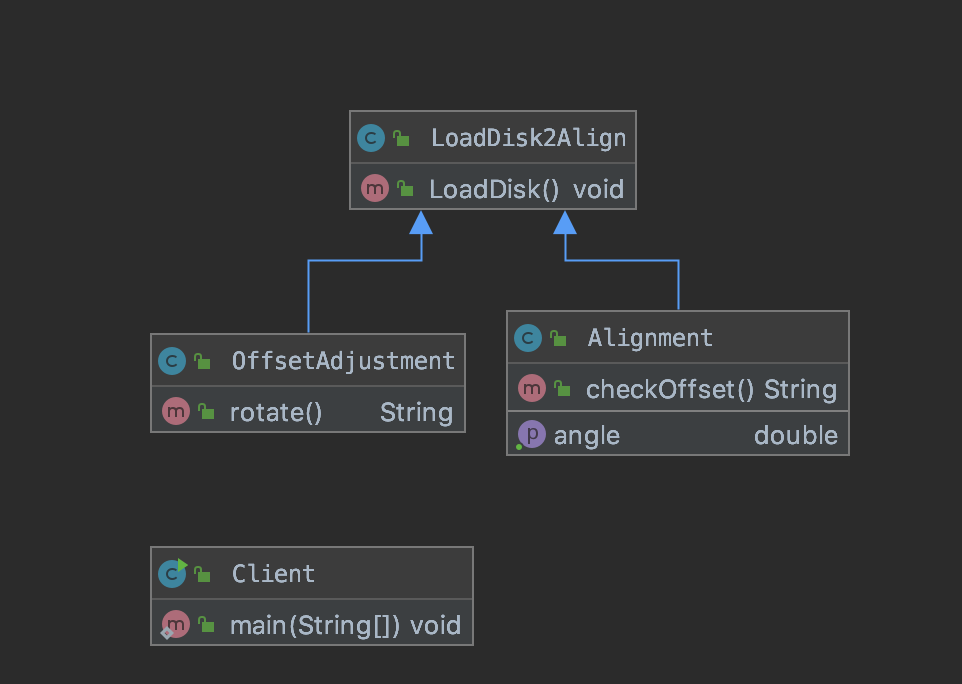 C LoadDisk2Align
m LoadDisk() void
C OffsetAdjustment
m rotate() String
C Alignment
m checkOffset() String
p angle double
C Client
m main(String[]) void